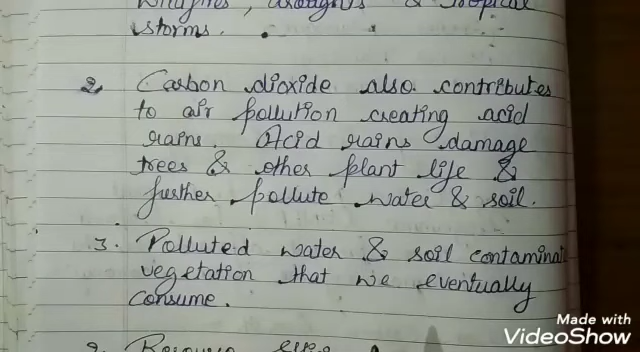 storms.
2. Carbon dioxide also contributes
to air pollution creating acid
rains. Acid rains damage
trees & other plant life &
further pollute water & soil.
3. Polluted water & soil contaminat
vegetation that we eventually
consume.
Made with
VideoShow